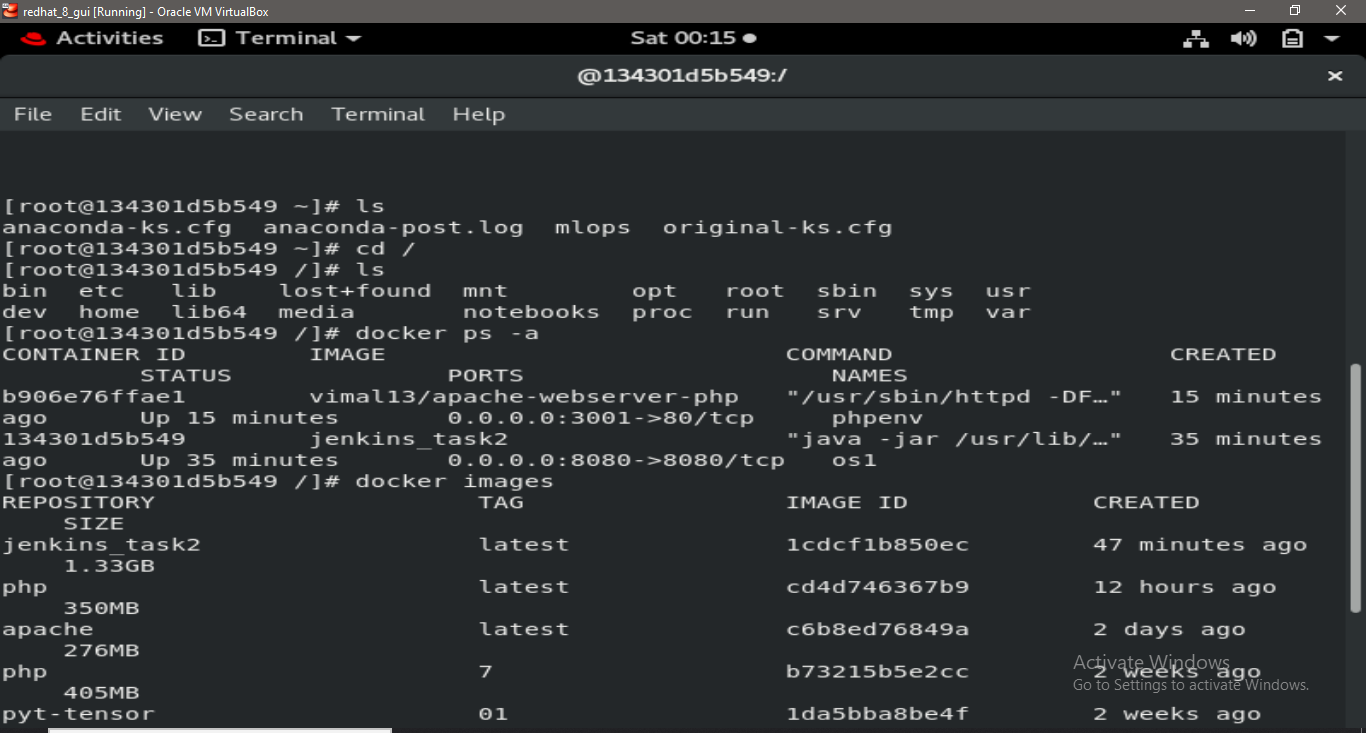 redhat_8_gui [Running] - Oracle VM VirtualBox
Activities Terminal Sat 00:15
@134301d5b549:/
File Edit View Search Terminal Help
[root@134301d5b549 ~]# ls
anaconda-ks.cfg  anaconda-post.log  mlops  original-ks.cfg
[root@134301d5b549 ~]# cd /
[root@134301d5b549 /]# ls
bin  etc   lib    lost+found  mnt        opt   root  sbin  sys  usr
dev  home  lib64  media       notebooks  proc  run   srv   tmp  var
[root@134301d5b549 /]# docker ps -a
CONTAINER ID        IMAGE                          COMMAND                  CREATED
         STATUS              PORTS                    NAMES
b906e76ffae1        vimal13/apache-webserver-php   "/usr/sbin/httpd -DF…"   15 minutes
ago      Up 15 minutes       0.0.0.0:3001->80/tcp     phpenv
134301d5b549        jenkins_task2                  "java -jar /usr/lib/…"   35 minutes
ago      Up 35 minutes       0.0.0.0:8080->8080/tcp   os1
[root@134301d5b549 /]# docker images
REPOSITORY                     TAG                 IMAGE ID            CREATED
    SIZE
jenkins_task2                  latest              1cdcf1b850ec        47 minutes ago
    1.33GB
php                            latest              cd4d746367b9        12 hours ago
    350MB
apache                         latest              c6b8ed76849a        2 days ago
    276MB
php                            7                   b73215b5e2cc        2 weeks ago
    405MB
pyt-tensor                     01                  1da5bba8be4f        2 weeks ago
Activate Windows
Go to Settings to activate Windows.